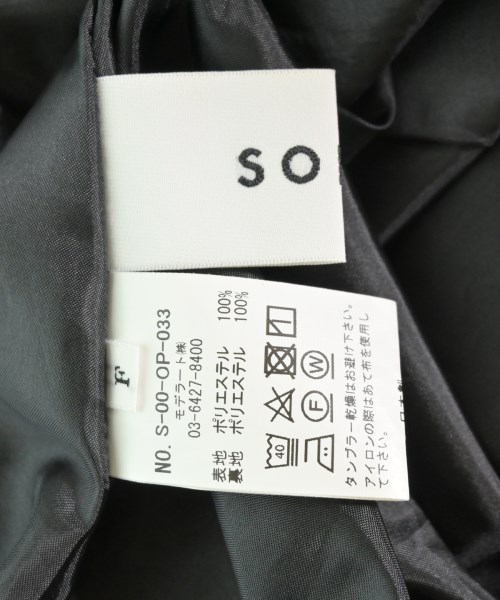 SO
F
NO. S-00-OP-033
モデラート㈱
03-6427-8400
表地 ポリエステル 100%
裏地 ポリエステル 100%
40
F
W
タンブラー乾燥はお避け下さい。
アイロンの際はあて布を使用し
て下さい。